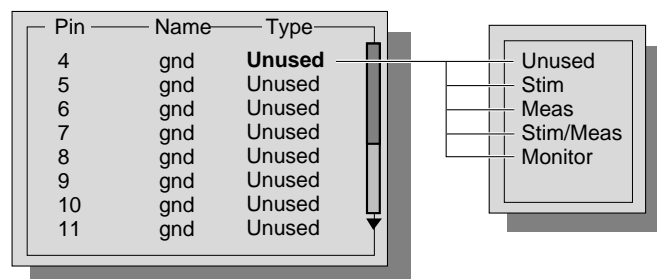 Pin Name Type
4 gnd Unused
5 gnd Unused
6 gnd Unused
7 gnd Unused
8 gnd Unused
9 gnd Unused
10 gnd Unused
11 gnd Unused
Unused
Stim
Meas
Stim/Meas
Monitor